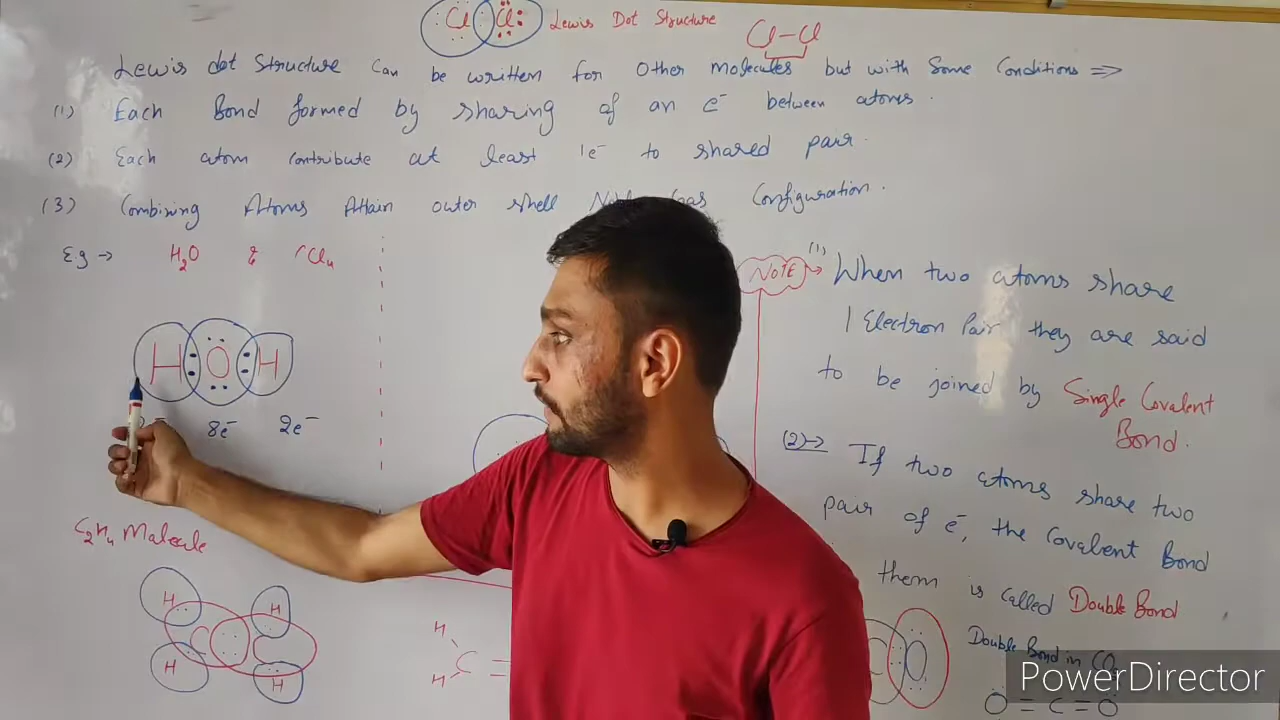 Cl Cl Lewis Dot Structure Cl-Cl
Lewis dot Structure Can be written for Other molecules but with Some Conditions ⇒
(1) Each Bond formed by sharing of an e⁻ between atoms.
(2) Each atom Contribute at least 1e⁻ to shared pair.
(3) Combining Atoms Attain outer shell Gas Configuration.
Eg → H₂O & CCl₄
NOTE → (1) When two atoms share
1 Electron Pair they are said
to be joined by Single Covalent
Bond.
H O H
8e⁻ 2e⁻
(2)→ If two atoms share two
pair of e⁻, the Covalent Bond
them is called Double Bond
C₂H₄ Malecule
H H
C C
H H
H
C =
H
O
Double Bond in CO₂
O = C = O
PowerDirector